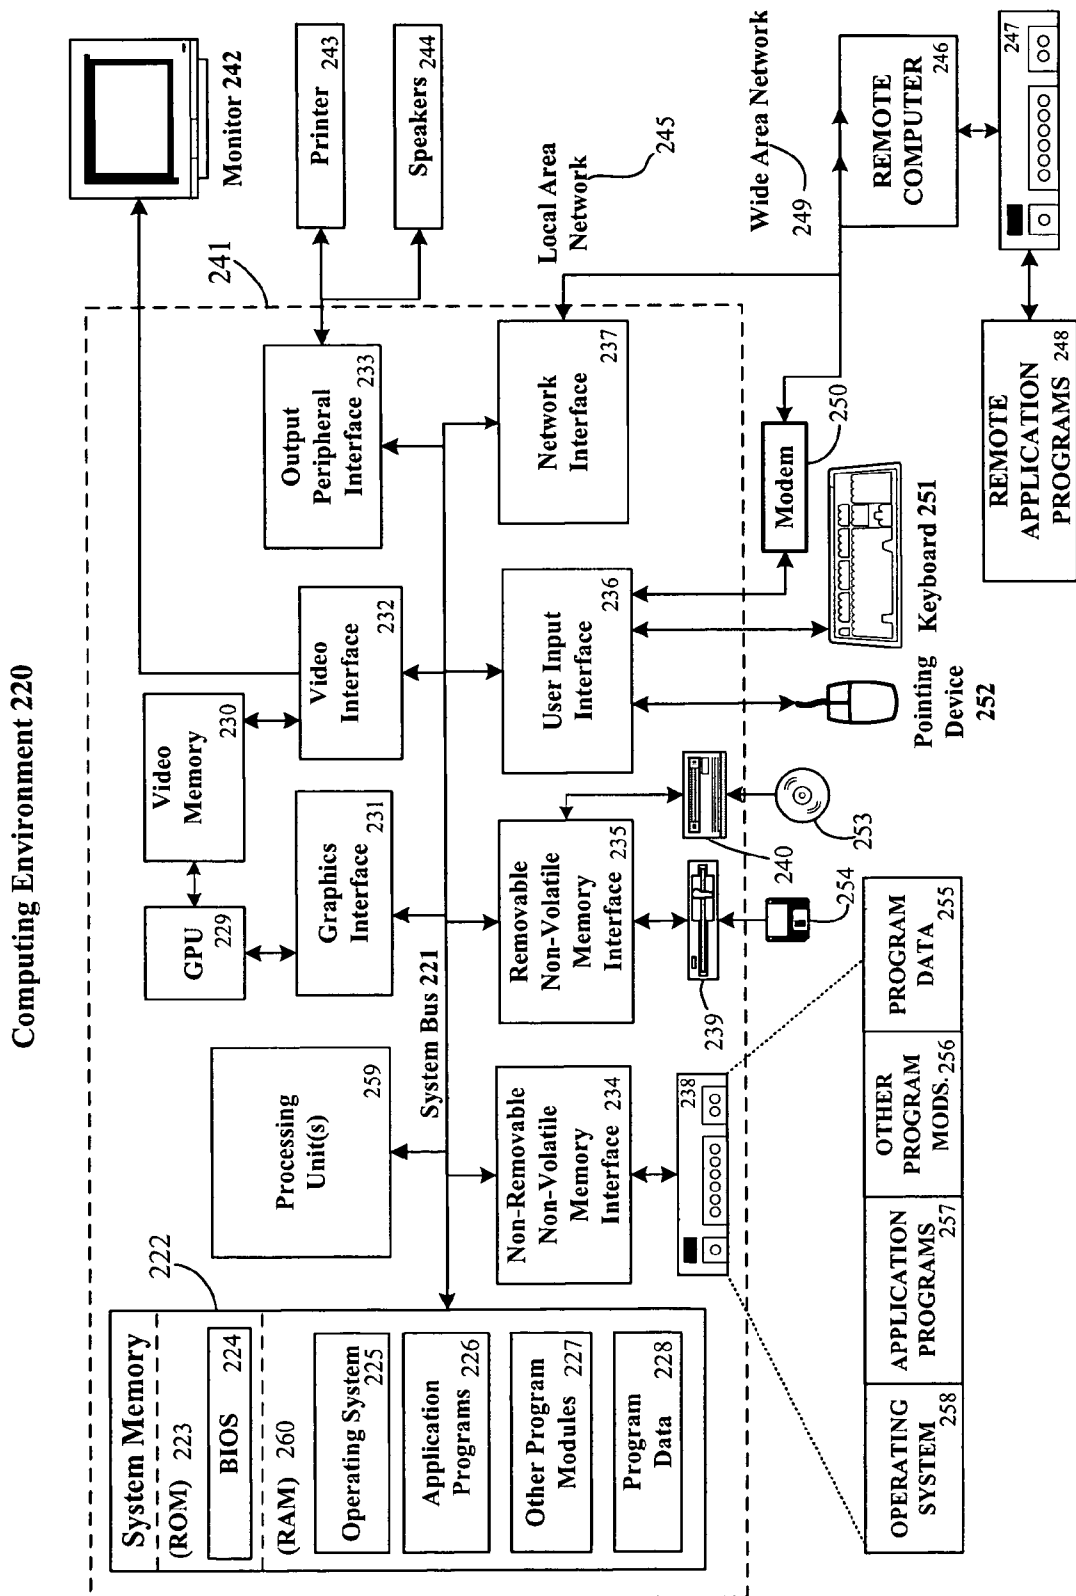 Computing Environment 220
System Memory
222
(ROM) 223
BIOS 224
(RAM) 260
Operating System
225
Application
Programs 226
Other Program
Modules 227
Program
Data 228
Processing
Unit(s)
259
GPU
229
Video
Memory
230
Graphics
Interface 231
Video
Interface 232
Output
Peripheral 233
Interface
241
Monitor 242
Printer 243
Speakers 244
System Bus 221
Non-Removable
Non-Volatile
Memory 234
Interface
Removable
Non-Volatile
Memory 235
Interface
User Input
Interface 236
Network
Interface 237
Local Area
Network
245
238
239
240
253
254
Pointing
Device
252
Keyboard 251
Modem
250
Wide Area Network
249
REMOTE
COMPUTER
246
247
REMOTE
APPLICATION
PROGRAMS 248
OPERATING
SYSTEM
258
APPLICATION
PROGRAMS
257
OTHER
PROGRAM
MODS. 256
PROGRAM
DATA
255